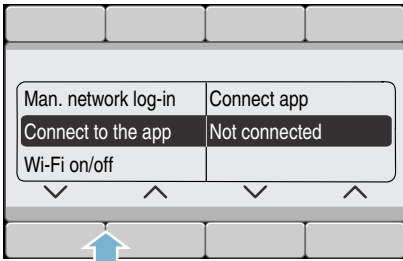 Man. network log-in Connect app
Connect to the app Not connected
Wi-Fi on/off